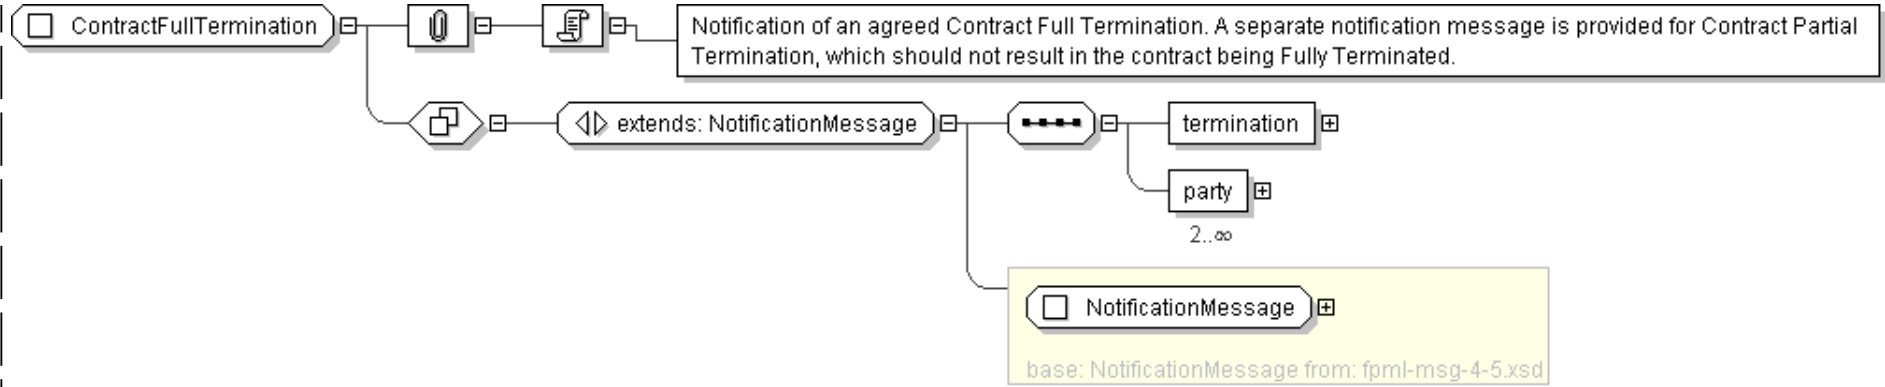 ContractFullTermination
Notification of an agreed Contract Full Termination. A separate notification message is provided for Contract Partial
Termination, which should not result in the contract being Fully Terminated.
extends: NotificationMessage
termination
party
2..∞
NotificationMessage
base: NotificationMessage from: fpml-msg-4-5.xsd